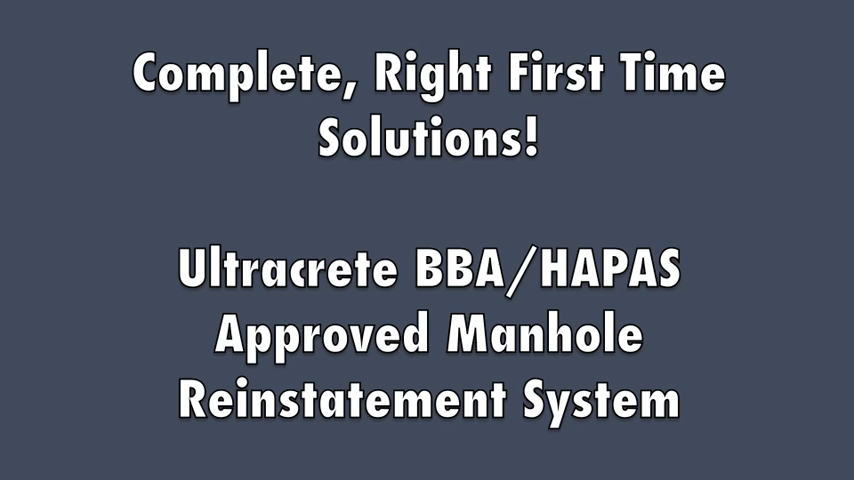 Complete, Right First Time
Solutions!
Ultracrete BBA/HAPAS
Approved Manhole
Reinstatement System